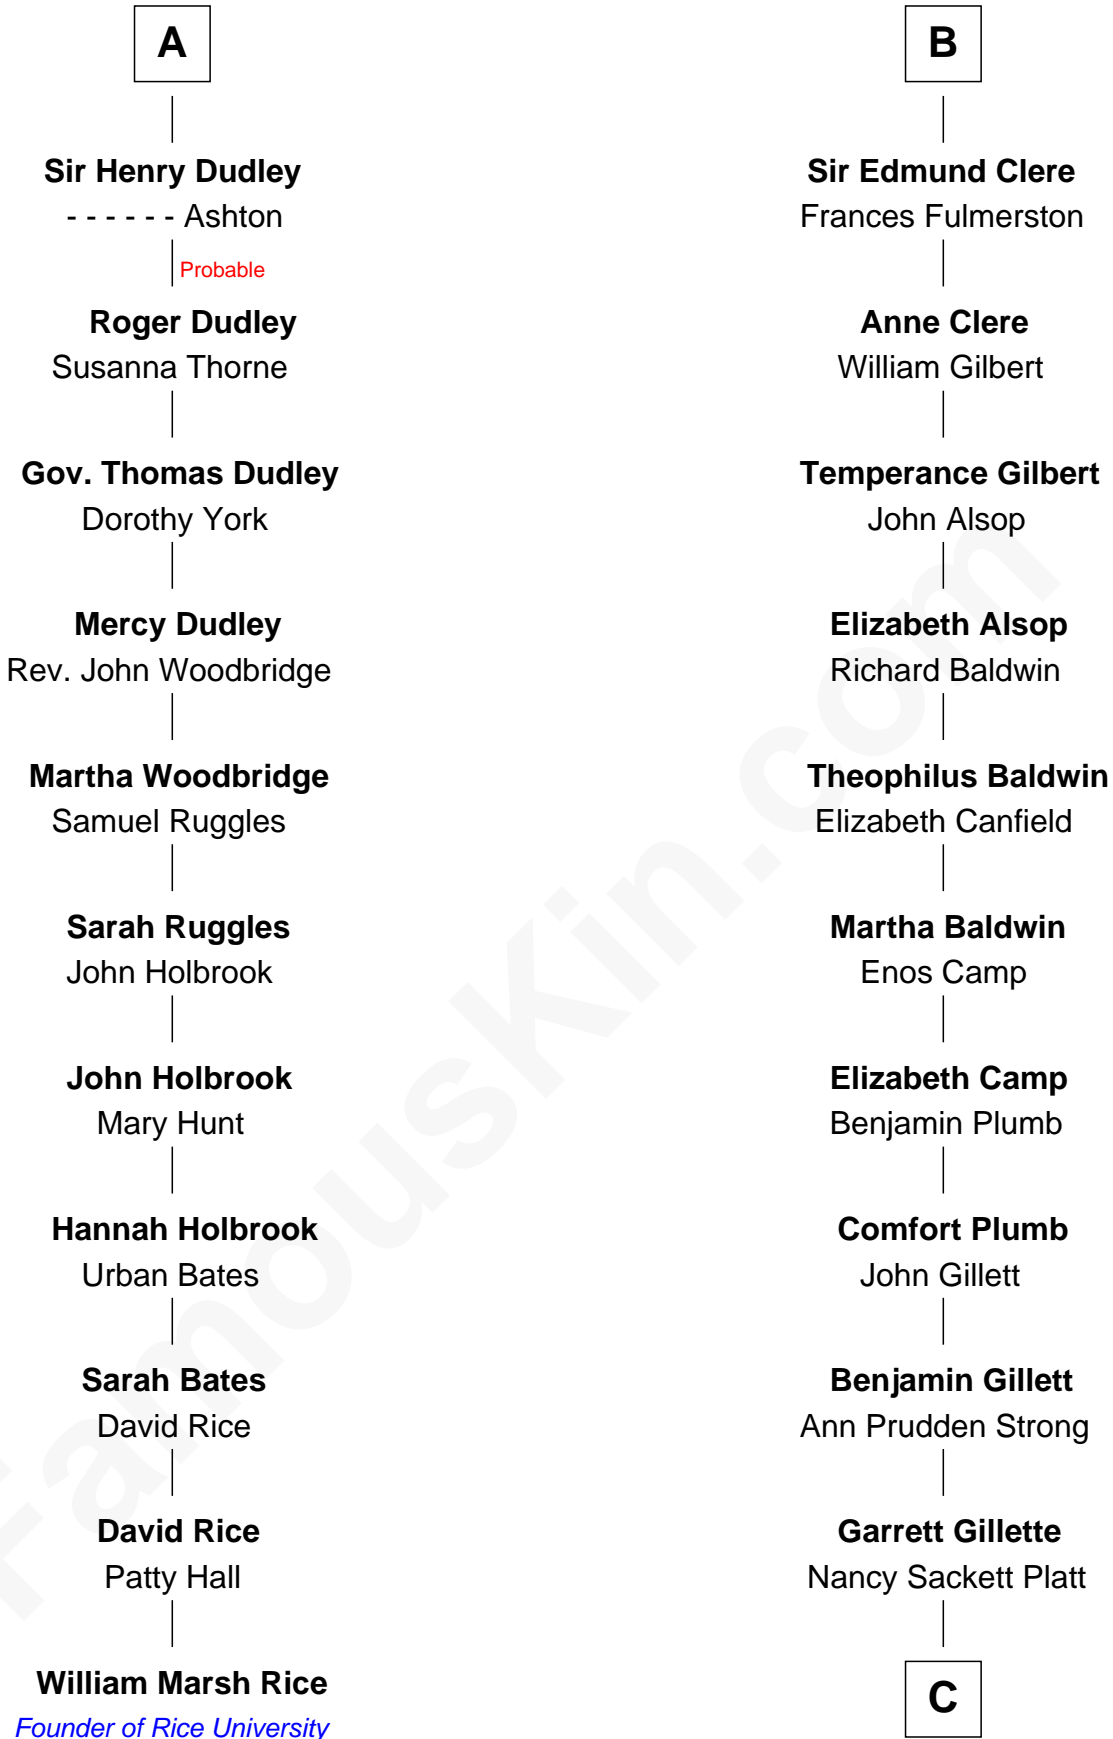 A
Sir Henry Dudley
- - - - - - Ashton
Probable
Roger Dudley
Susanna Thorne
Gov. Thomas Dudley
Dorothy York
Mercy Dudley
Rev. John Woodbridge
Martha Woodbridge
Samuel Ruggles
Sarah Ruggles
John Holbrook
John Holbrook
Mary Hunt
Hannah Holbrook
Urban Bates
Sarah Bates
David Rice
David Rice
Patty Hall
William Marsh Rice
Founder of Rice University
B
Sir Edmund Clere
Frances Fulmerston
Anne Clere
William Gilbert
Temperance Gilbert
John Alsop
Elizabeth Alsop
Richard Baldwin
Theophilus Baldwin
Elizabeth Canfield
Martha Baldwin
Enos Camp
Elizabeth Camp
Benjamin Plumb
Comfort Plumb
John Gillett
Benjamin Gillett
Ann Prudden Strong
Garrett Gillette
Nancy Sackett Platt
C
FamousKin.com